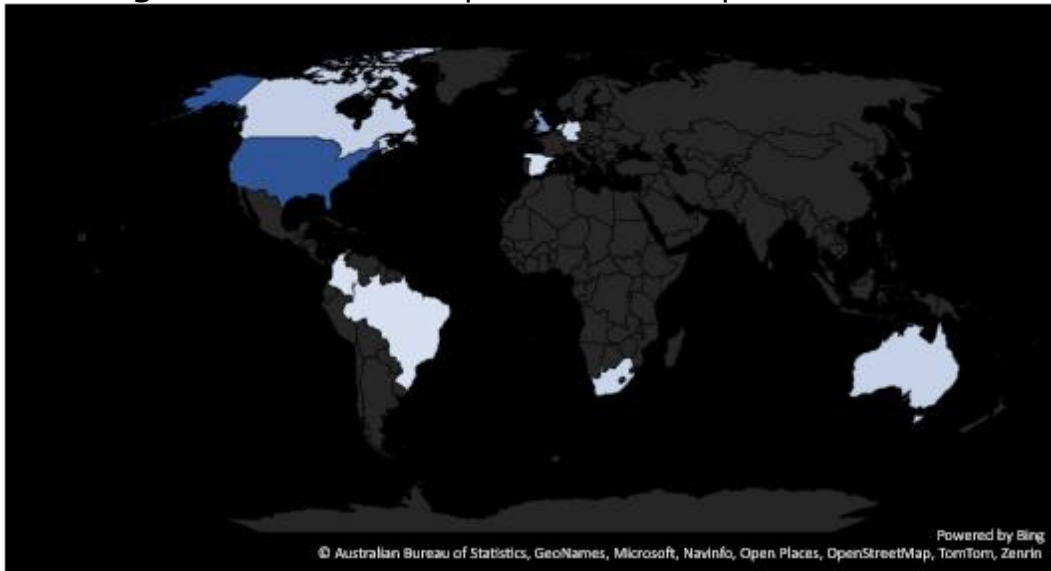 Powered by Bing
© Australian Bureau of Statistics, GeoNames, Microsoft, Navinfo, Open Places, OpenStreetMap, TomTom, Zenrin